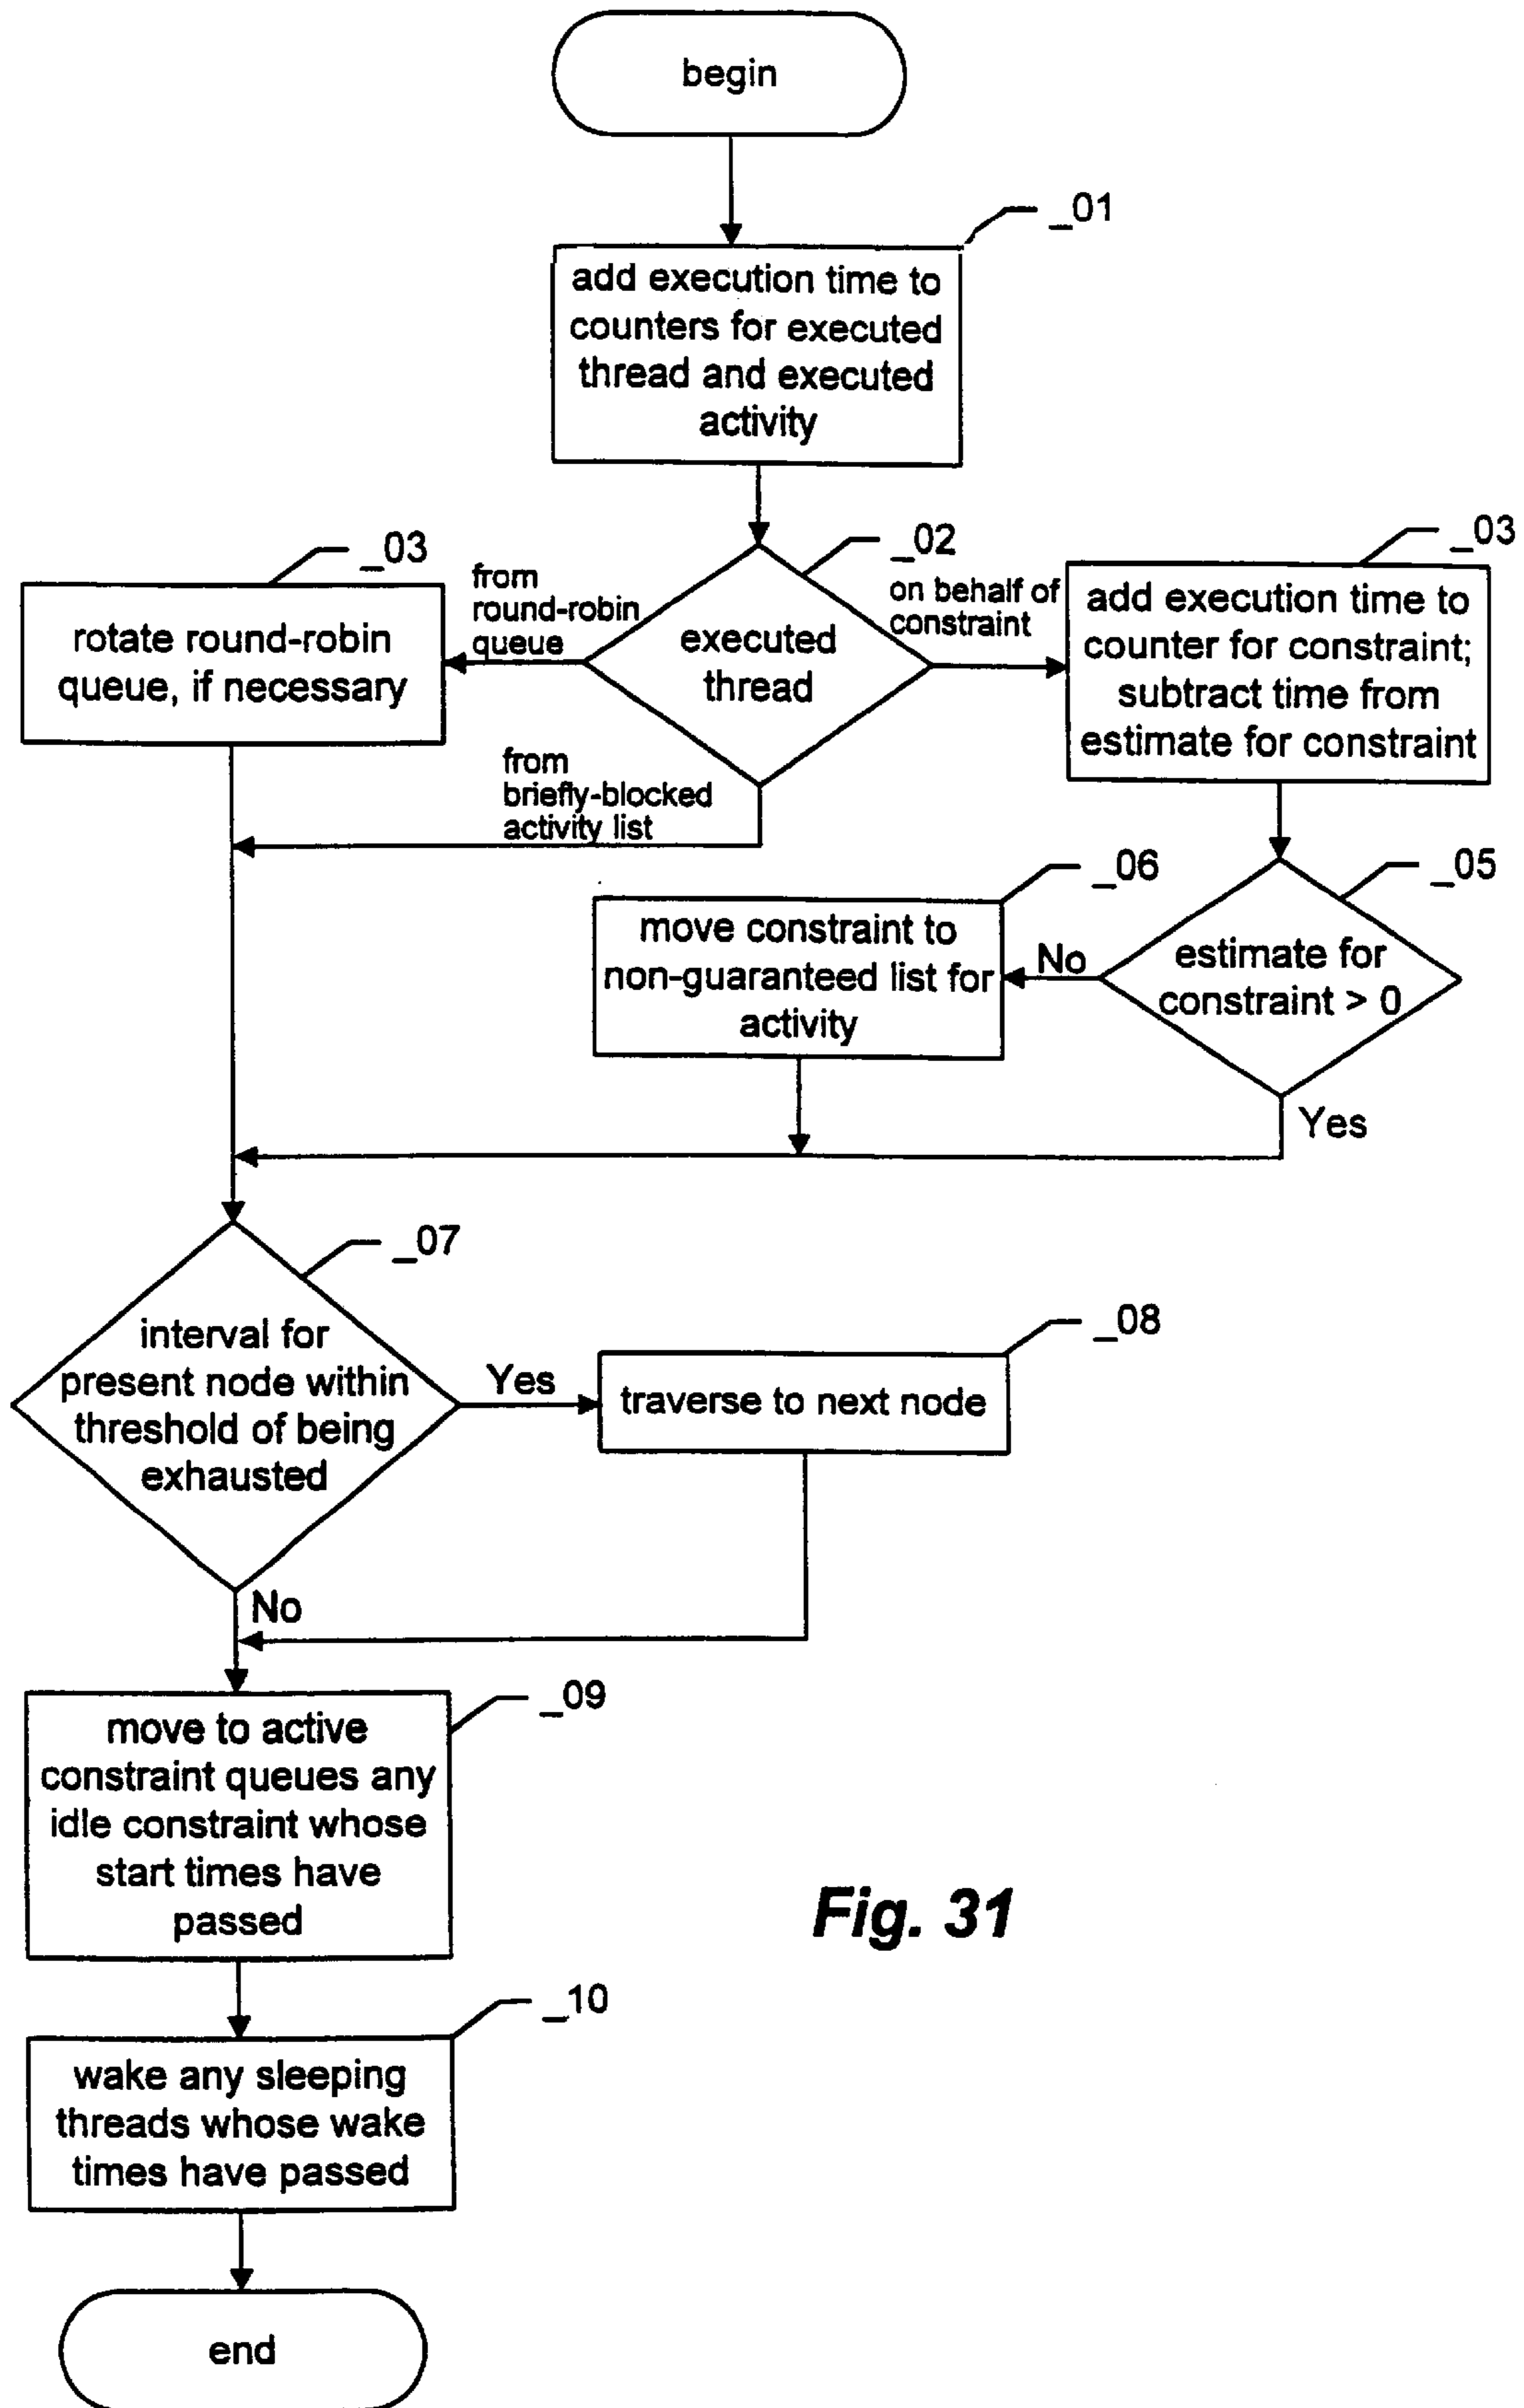 begin
_01
add execution time to
counters for executed
thread and executed
activity
_02
executed
thread
from
round-robin
queue
_03
rotate round-robin
queue, if necessary
on behalf of
constraint
_03
add execution time to
counter for constraint;
subtract time from
estimate for constraint
from
briefly-blocked
activity list
_05
estimate for
constraint > 0
No
_06
move constraint to
non-guaranteed list for
activity
Yes
_07
interval for
present node within
threshold of being
exhausted
Yes
_08
traverse to next node
No
_09
move to active
constraint queues any
idle constraint whose
start times have
passed
_10
wake any sleeping
threads whose wake
times have passed
end
Fig. 31